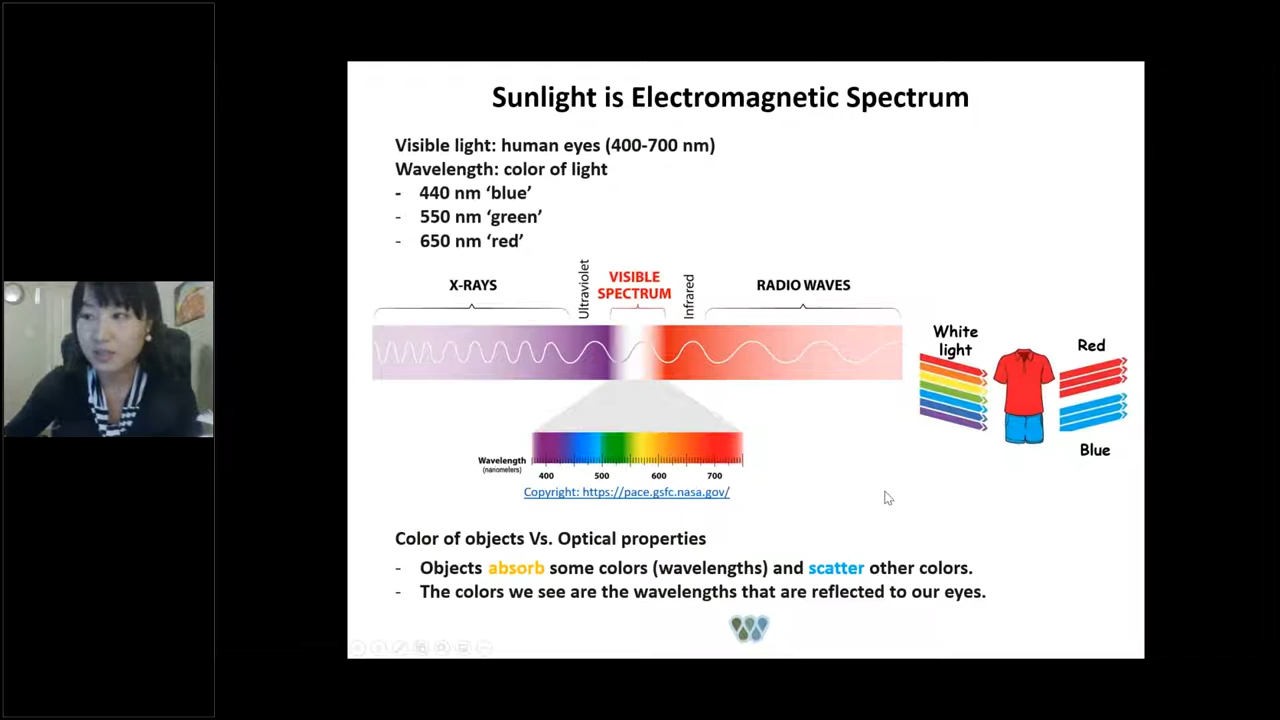 Sunlight is Electromagnetic Spectrum
Visible light: human eyes (400-700 nm)
Wavelength: color of light
- 440 nm ‘blue’
- 550 nm ‘green’
- 650 nm ‘red’
X-RAYS
Ultraviolet
VISIBLE
SPECTRUM
Infrared
RADIO WAVES
White
light
Red
Blue
Wavelength
(nanometers)
400 500 600 700
Copyright: https://pace.gsfc.nasa.gov/
Color of objects Vs. Optical properties
- Objects absorb some colors (wavelengths) and scatter other colors.
- The colors we see are the wavelengths that are reflected to our eyes.